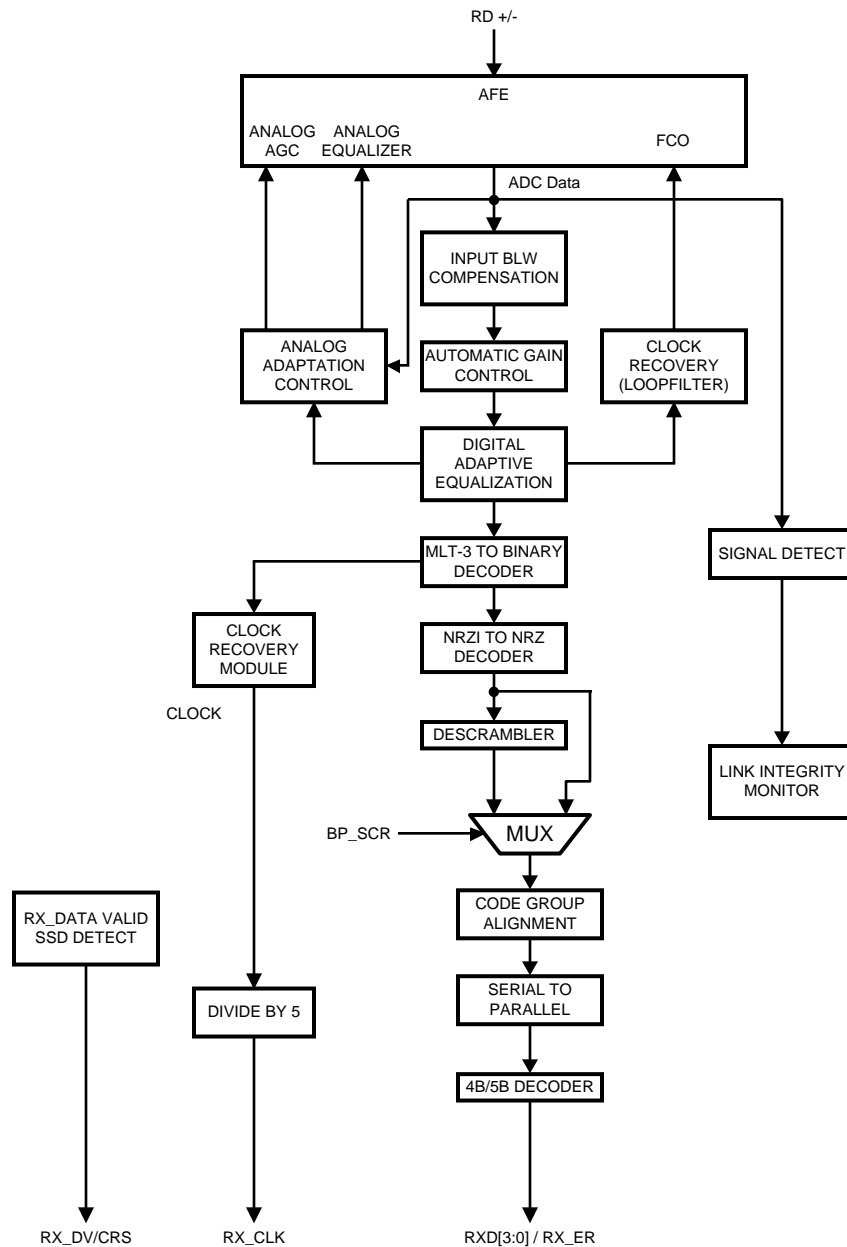 RD +/-
AFE
ANALOG
AGC
ANALOG
EQUALIZER
FCO
ADC Data
INPUT BLW
COMPENSATION
ANALOG
ADAPTATION
CONTROL
AUTOMATIC GAIN
CONTROL
CLOCK
RECOVERY
(LOOPFILTER)
DIGITAL
ADAPTIVE
EQUALIZATION
MLT-3 TO BINARY
DECODER
SIGNAL DETECT
CLOCK
RECOVERY
MODULE
NRZI TO NRZ
DECODER
CLOCK
DESCRAMBLER
LINK INTEGRITY
MONITOR
BP_SCR
MUX
RX_DATA VALID
SSD DETECT
CODE GROUP
ALIGNMENT
DIVIDE BY 5
SERIAL TO
PARALLEL
4B/5B DECODER
RX_DV/CRS
RX_CLK
RXD[3:0] / RX_ER